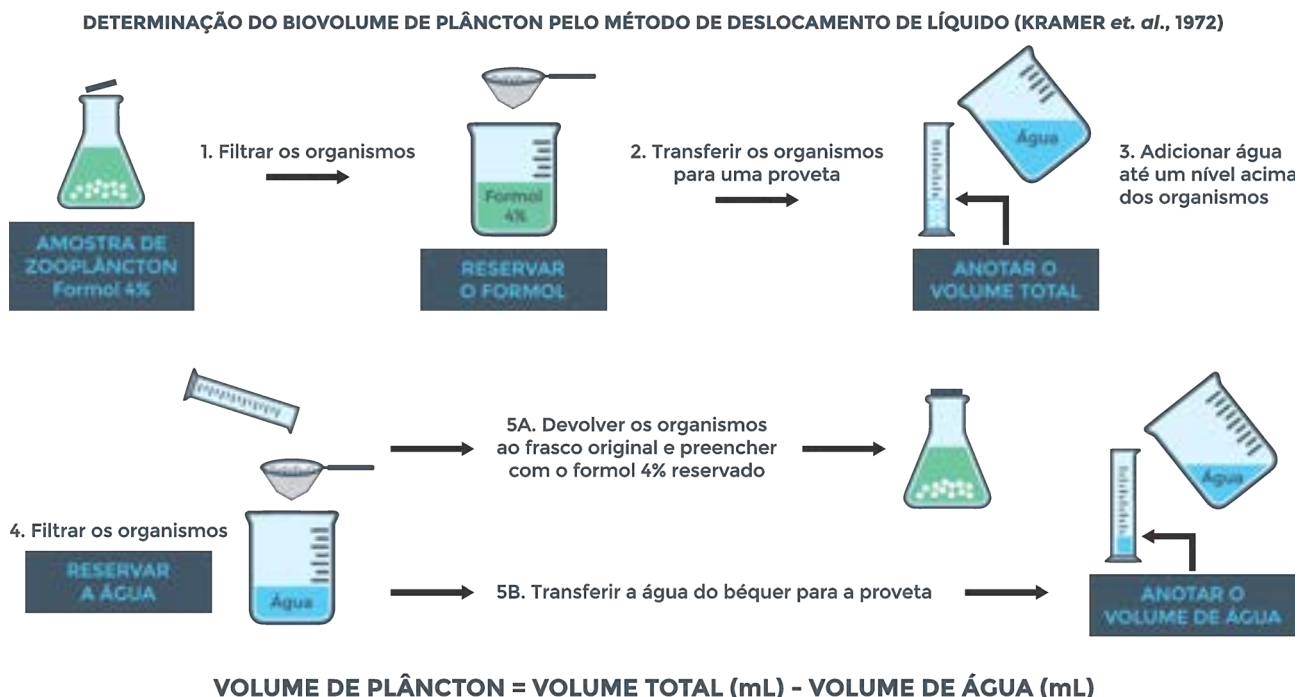 DETERMINAÇÃO DO BIOVOLUME DE PLÂNCTON PELO MÉTODO DE DESLOCAMENTO DE LÍQUIDO (KRAMER et. al., 1972)
1. Filtrar os organismos
2. Transferir os organismos
para uma proveta
3. Adicionar água
até um nível acima
dos organismos
Água
Formol
4%
AMOSTRA DE
ZOOPLÂNCTON
Formol 4%
RESERVAR
O FORMOL
ANOTAR O
VOLUME TOTAL
4. Filtrar os organismos
RESERVAR
A ÁGUA
Água
5A. Devolver os organismos
ao frasco original e preencher
com o formol 4% reservado
5B. Transferir a água do béquer para a proveta
Água
ANOTAR O
VOLUME DE ÁGUA
VOLUME DE PLÂNCTON = VOLUME TOTAL (mL) - VOLUME DE ÁGUA (mL)